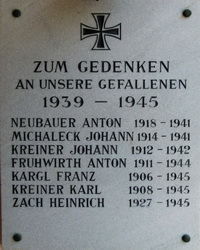 ZUM GEDENKEN
AN UNSERE GEFALLENEN
1939 - 1945
NEUBAUER ANTON 1918 - 1941
MICHALECK JOHANN 1914 - 1941
KREINER JOHANN 1912 - 1942
FRUHWIRTH ANTON 1911 - 1944
KARGL FRANZ 1906 - 1945
KREINER KARL 1908 - 1945
ZACH HEINRICH 1927 - 1945